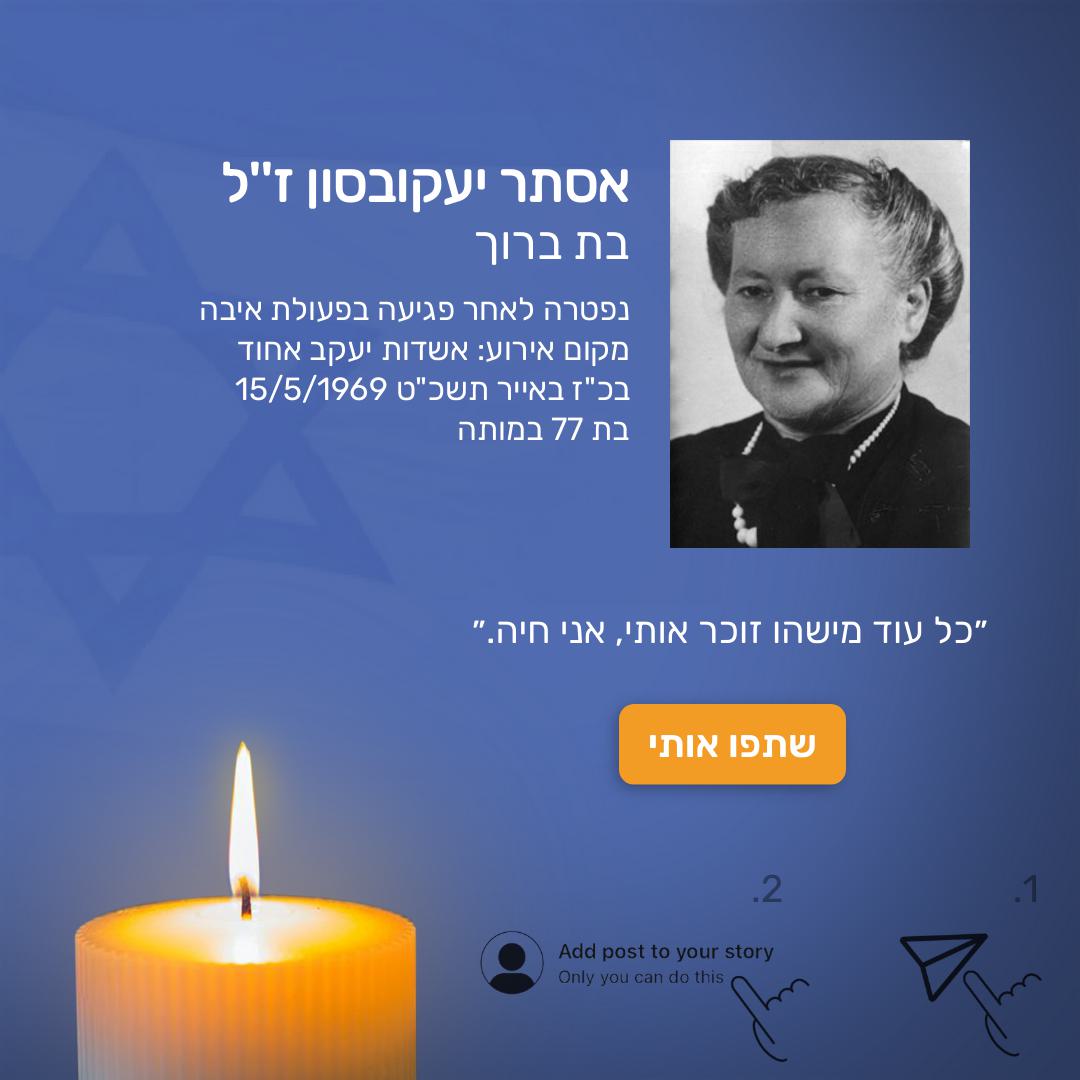 אסתר יעקובסון ז"ל
בת ברוך
נפטרה לאחר פגיעה בפעולת איבה
מקום אירוע: אשדות יעקב אחוד
בכ"ז באייר תשכ"ט 15/5/1969
בת 77 במותה
״כל עוד מישהו זוכר אותי, אני חיה.״
שתפו אותי
1.
2.
Add post to your story
Only you can do this